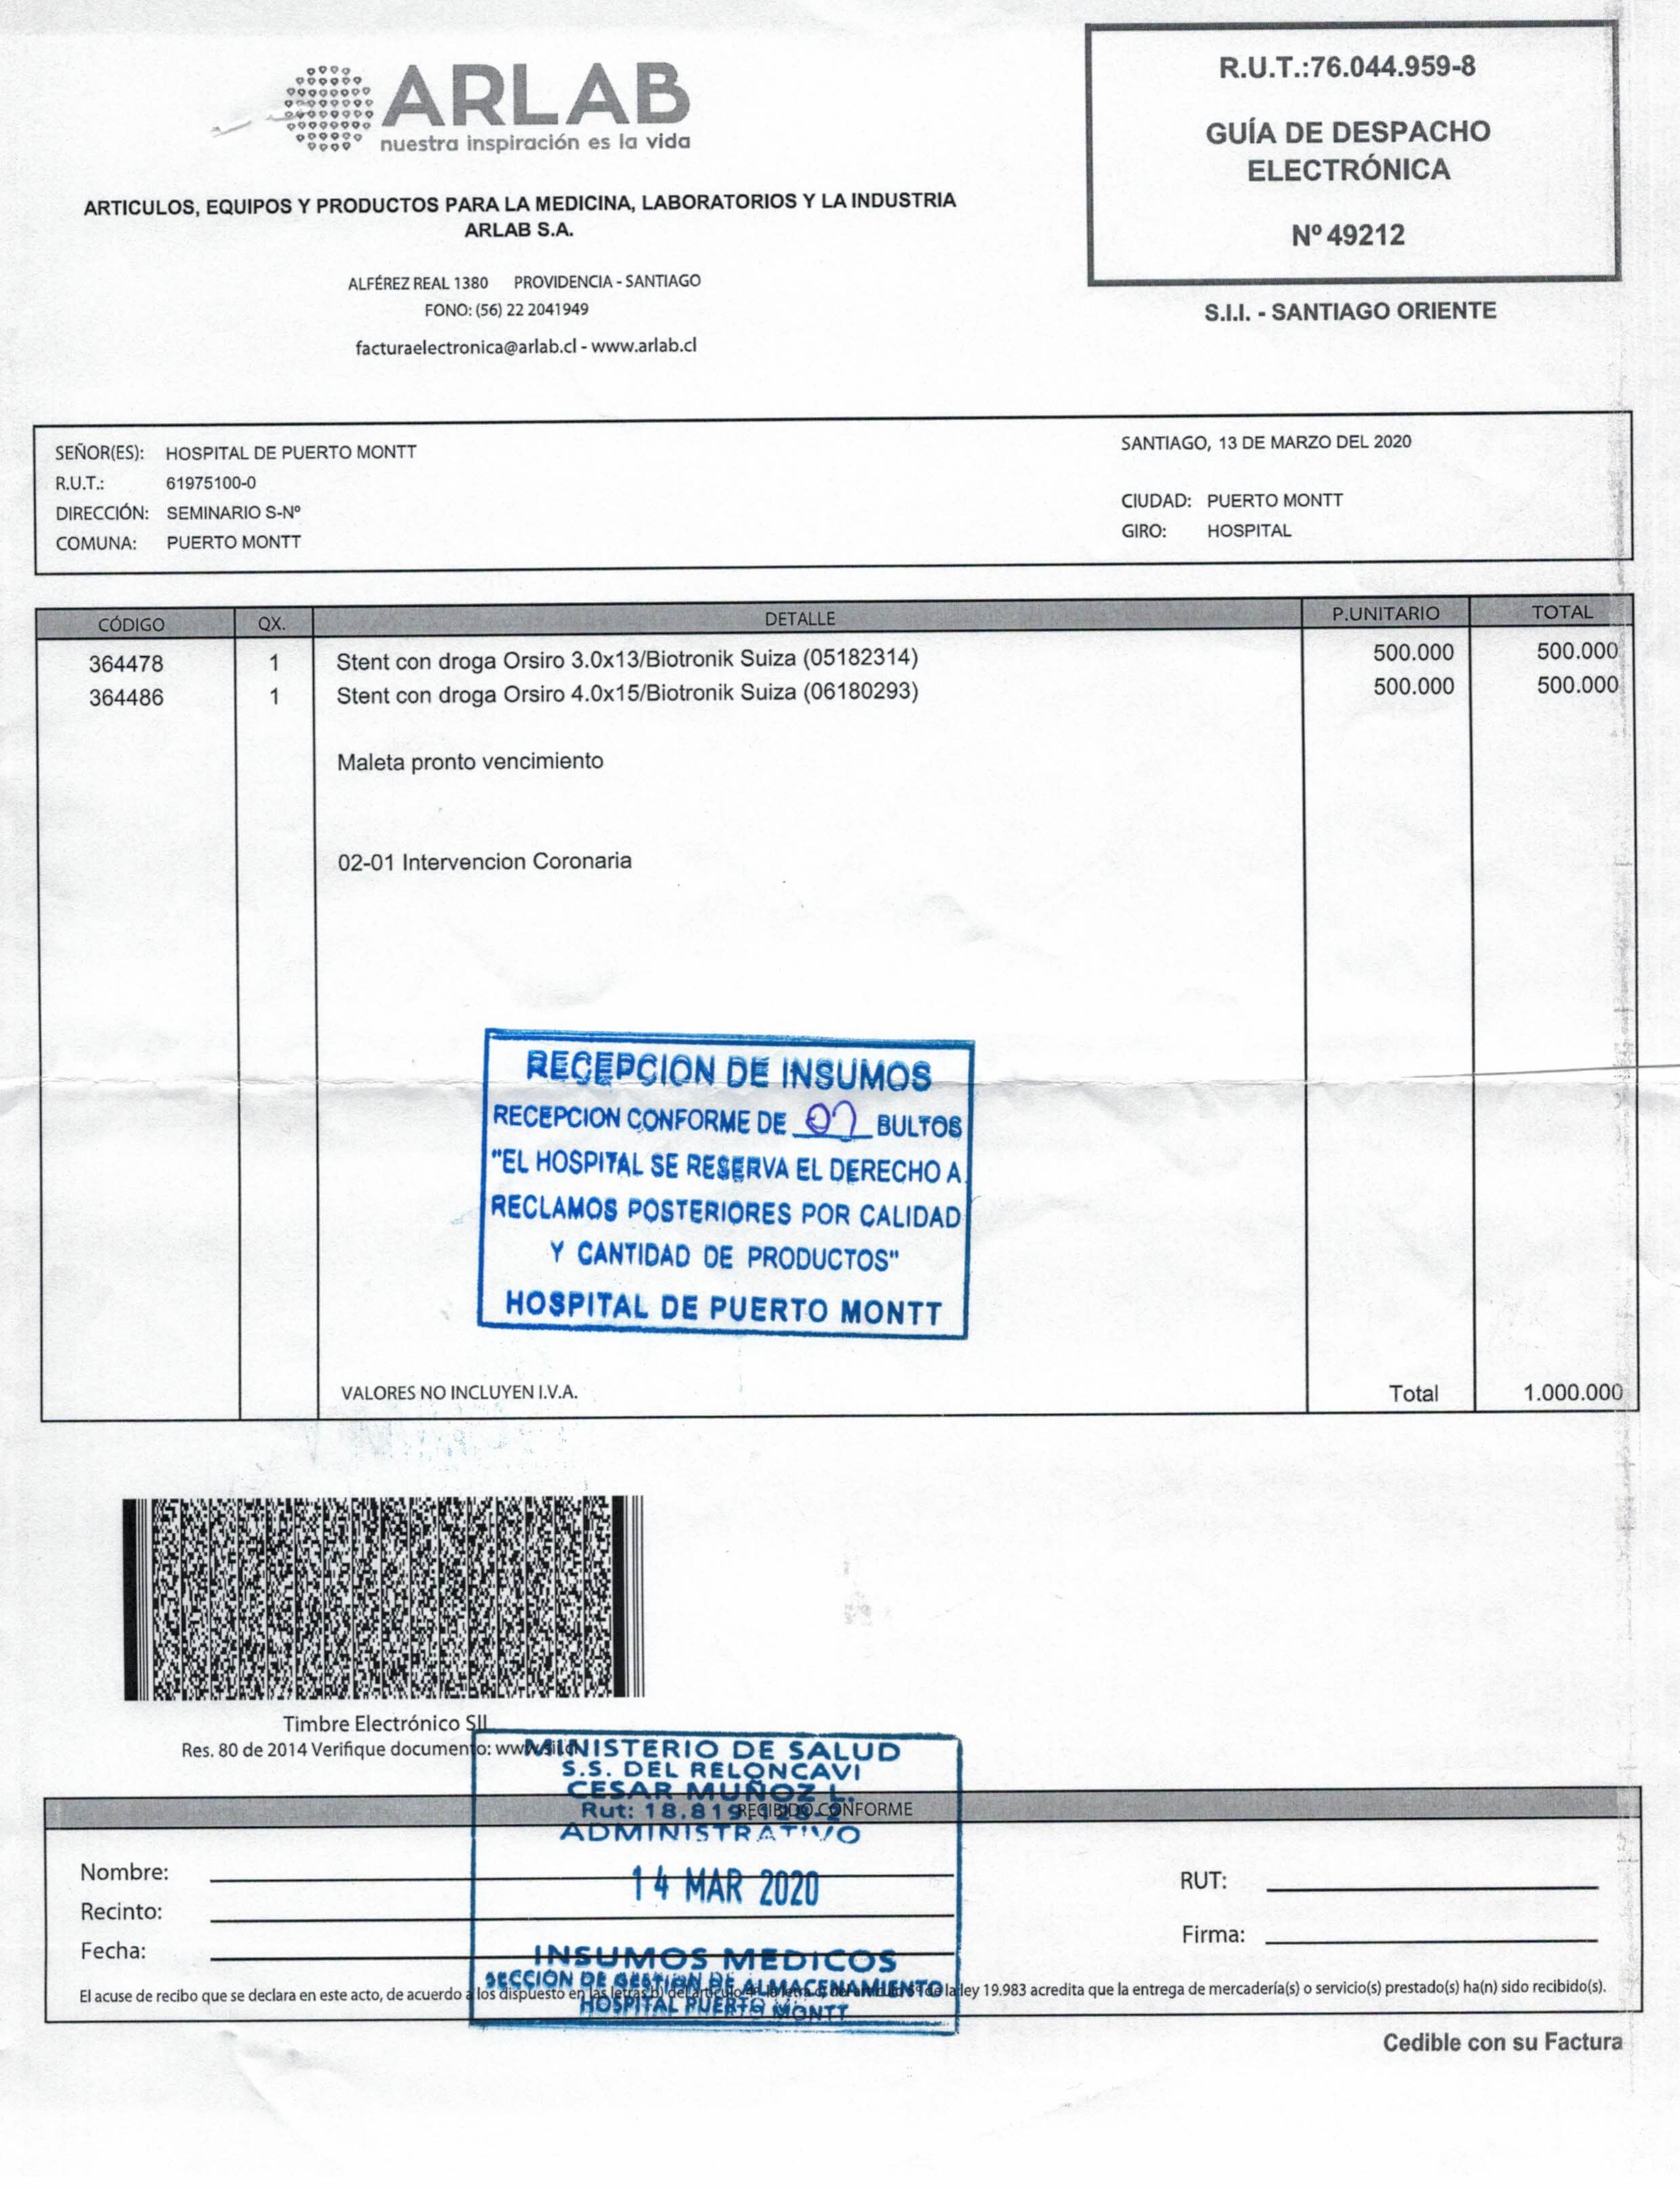 ARLAB
nuestra inspiración es la vida
ARTICULOS, EQUIPOS Y PRODUCTOS PARA LA MEDICINA, LABORATORIOS Y LA INDUSTRIA
ARLAB S.A.
ALFÉREZ REAL 1380 PROVIDENCIA - SANTIAGO
FONO: (56) 22 2041949
facturaelectronica@arlab.cl - www.arlab.cl
R.U.T.:76.044.959-8
GUÍA DE DESPACHO
ELECTRÓNICA
Nº 49212
S.I.I. - SANTIAGO ORIENTE
SEÑOR(ES): HOSPITAL DE PUERTO MONTT
R.U.T.: 61975100-0
DIRECCIÓN: SEMINARIO S-Nº
COMUNA: PUERTO MONTT
SANTIAGO, 13 DE MARZO DEL 2020
CIUDAD: PUERTO MONTT
GIRO: HOSPITAL
CÓDIGO QX. DETALLE P.UNITARIO TOTAL
364478 1 Stent con droga Orsiro 3.0x13/Biotronik Suiza (05182314) 500.000 500.000
364486 1 Stent con droga Orsiro 4.0x15/Biotronik Suiza (06180293) 500.000 500.000
Maleta pronto vencimiento
02-01 Intervencion Coronaria
RECEPCION DE INSUMOS
RECEPCION CONFORME DE BULTOS
"EL HOSPITAL SE RESERVA EL DERECHO A
RECLAMOS POSTERIORES POR CALIDAD
Y CANTIDAD DE PRODUCTOS"
HOSPITAL DE PUERTO MONTT
VALORES NO INCLUYEN I.V.A. Total 1.000.000
Timbre Electrónico SII
Res. 80 de 2014 Verifique documento: www.sii.cl
MINISTERIO DE SALUD
S.S. DEL RELONCAVI
CESAR MUÑOZ L.
Rut: 18.819
RECIBIDO CONFORME
ADMINISTRATIVO
14 MAR 2020
INSUMOS MEDICOS
SECCION DE GESTION DE ALMACENAMIENTO
HOSPITAL PUERTO MONTT
Nombre:
Recinto:
Fecha:
RUT:
Firma:
El acuse de recibo que se declara en este acto, de acuerdo a los dispuesto en las letras b) del artículo 4º, la letra c) del artículo 5º de la ley 19.983 acredita que la entrega de mercadería(s) o servicio(s) prestado(s) ha(n) sido recibido(s).
Cedible con su Factura